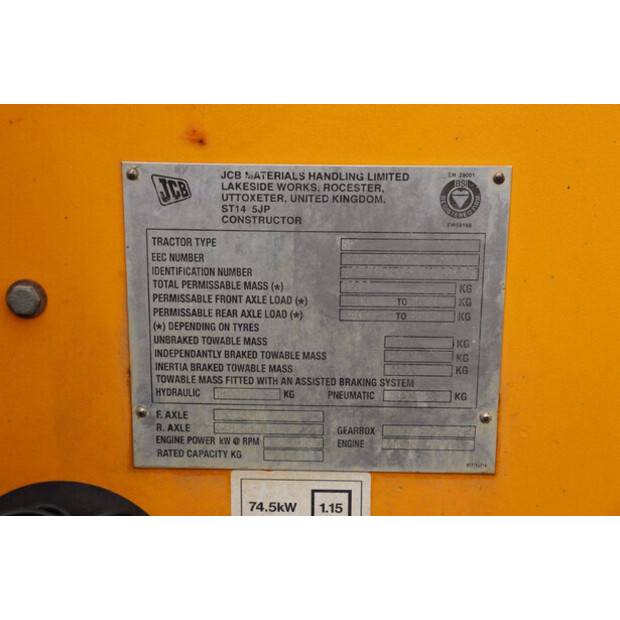 JCB
JCB MATERIALS HANDLING LIMITED
LAKESIDE WORKS, ROCESTER,
UTTOXETER, UNITED KINGDOM.
ST14 5JP
CONSTRUCTOR
EN 29001
BSI
TRACTOR TYPE
EEC NUMBER
IDENTIFICATION NUMBER
TOTAL PERMISSABLE MASS (*) KG
PERMISSABLE FRONT AXLE LOAD (*) TO KG
PERMISSABLE REAR AXLE LOAD (*) TO KG
(*) DEPENDING ON TYRES
UNBRAKED TOWABLE MASS KG
INDEPENDANTLY BRAKED TOWABLE MASS KG
INERTIA BRAKED TOWABLE MASS KG
TOWABLE MASS FITTED WITH AN ASSISTED BRAKING SYSTEM
HYDRAULIC KG PNEUMATIC KG
F. AXLE
R. AXLE GEARBOX
ENGINE POWER kW @ RPM ENGINE
RATED CAPACITY KG
74.5kW 1.15